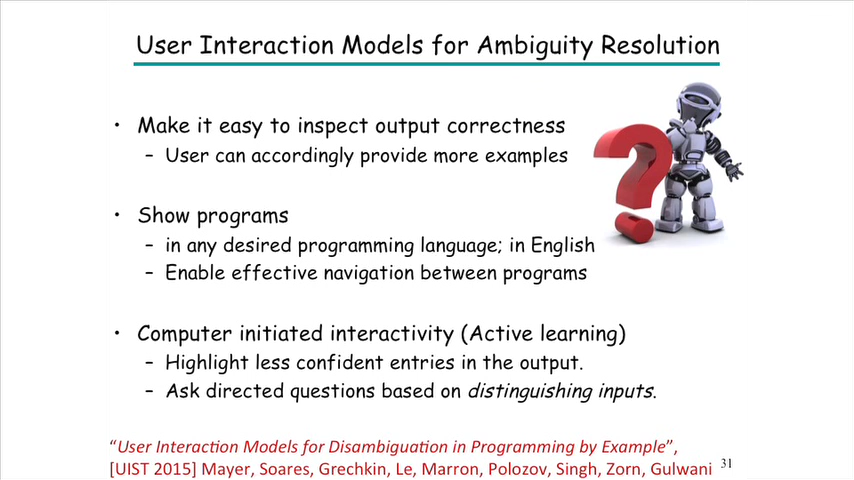 User Interaction Models for Ambiguity Resolution
• Make it easy to inspect output correctness
– User can accordingly provide more examples
• Show programs
– in any desired programming language; in English
– Enable effective navigation between programs
• Computer initiated interactivity (Active learning)
– Highlight less confident entries in the output.
– Ask directed questions based on distinguishing inputs.
“User Interaction Models for Disambiguation in Programming by Example”,
[UIST 2015] Mayer, Soares, Grechkin, Le, Marron, Polozov, Singh, Zorn, Gulwani
31